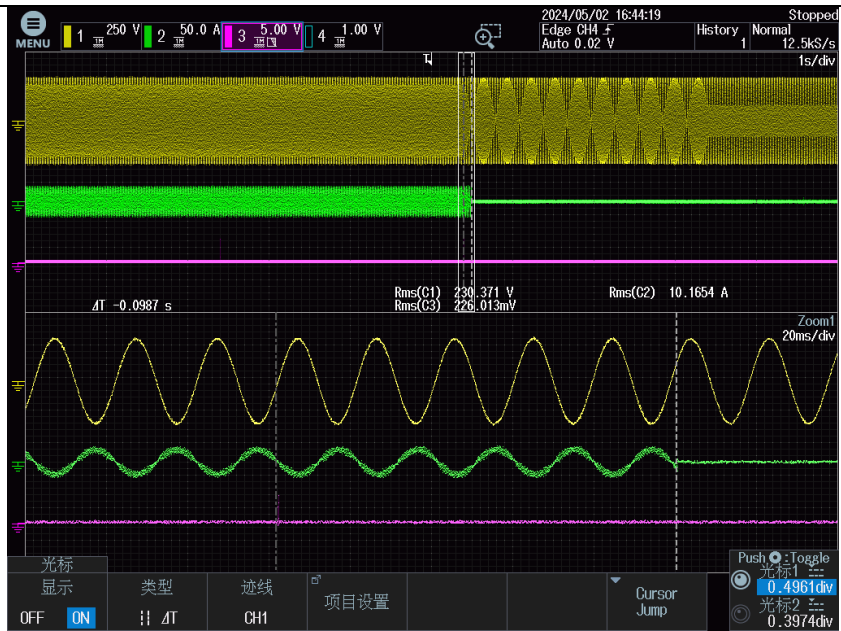 2024/05/02 16:44:19 Stopped
MENU 1 1M 250 V 2 1M 50.0 A 3 1M 5.00 V 4 1M 1.00 V Edge CH4 History Normal
Auto 0.02 V 1 12.5kS/s
T 1s/div
Rms(C1) 230.371 V Rms(C2) 10.1654 A
ΔT -0.0987 s Rms(C3) 226.013mV
Zoom1
20ms/div
光标
显示 类型 迹线 项目设置 Cursor
Jump
OFF ON ΔT CH1
Push :Toggle
光标1
0.4961div
光标2
0.3974div